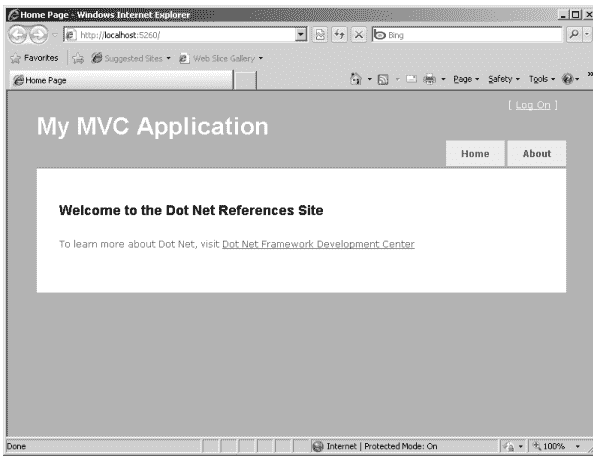 Home Page - Windows Internet Explorer
http://localhost:5260/
Bing
Favorites
Suggested Sites
Web Slice Gallery
Home Page
Page
Safety
Tools
»
[ Log On ]
My MVC Application
Home
About
Welcome to the Dot Net References Site
To learn more about Dot Net, visit Dot Net Framework Development Center
Done
Internet | Protected Mode: On
100%